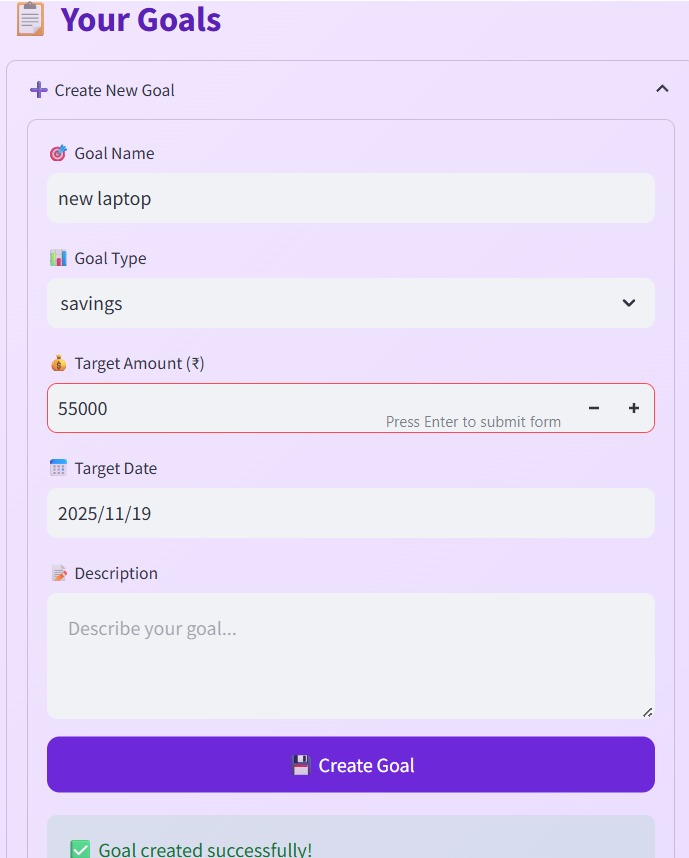 Your Goals
Create New Goal
Goal Name
new laptop
Goal Type
savings
Target Amount (₹)
55000
Press Enter to submit form
Target Date
2025/11/19
Description
Describe your goal...
Create Goal
Goal created successfully!